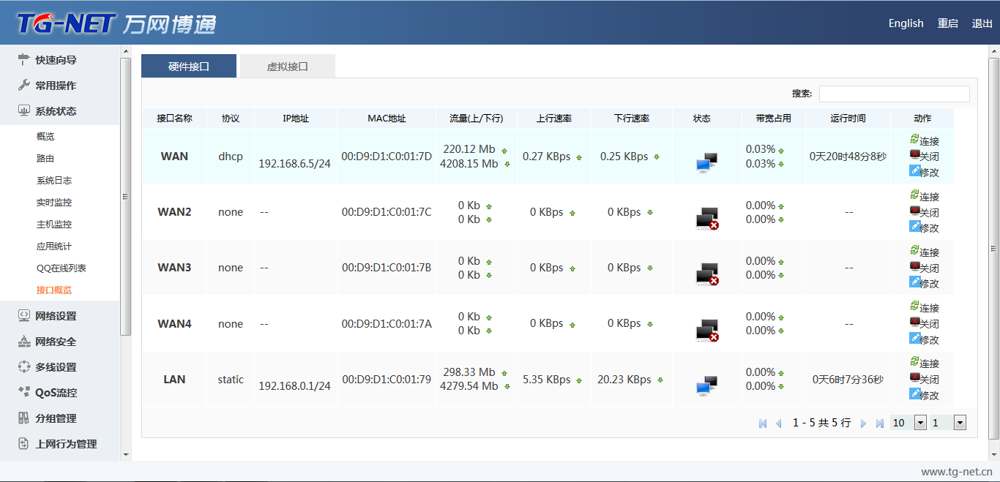 TG-NET 万网博通
English 重启 退出
快速向导
常用操作
系统状态
概览
路由
系统日志
实时监控
主机监控
应用统计
QQ在线列表
接口概览
网络设置
网络安全
多线设置
QoS流控
分组管理
上网行为管理
硬件接口 虚拟接口
搜索:
接口名称 协议 IP地址 MAC地址 流量(上/下行) 上行速率 下行速率 状态 带宽占用 运行时间 动作
WAN dhcp 192.168.6.5/24 00:D9:D1:C0:01:7D 220.12 Mb 4208.15 Mb 0.27 KBps 0.25 KBps 0.03% 0.03% 0天20时48分8秒 连接 关闭 修改
WAN2 none -- 00:D9:D1:C0:01:7C 0 Kb 0 Kb 0 KBps 0 KBps 0.00% 0.00% -- 连接 关闭 修改
WAN3 none -- 00:D9:D1:C0:01:7B 0 Kb 0 Kb 0 KBps 0 KBps 0.00% 0.00% -- 连接 关闭 修改
WAN4 none -- 00:D9:D1:C0:01:7A 0 Kb 0 Kb 0 KBps 0 KBps 0.00% 0.00% -- 连接 关闭 修改
LAN static 192.168.0.1/24 00:D9:D1:C0:01:79 298.33 Mb 4279.54 Mb 5.35 KBps 20.23 KBps 0.00% 0.00% 0天6时7分36秒 连接 关闭 修改
1 - 5 共 5 行 10 1
www.tg-net.cn